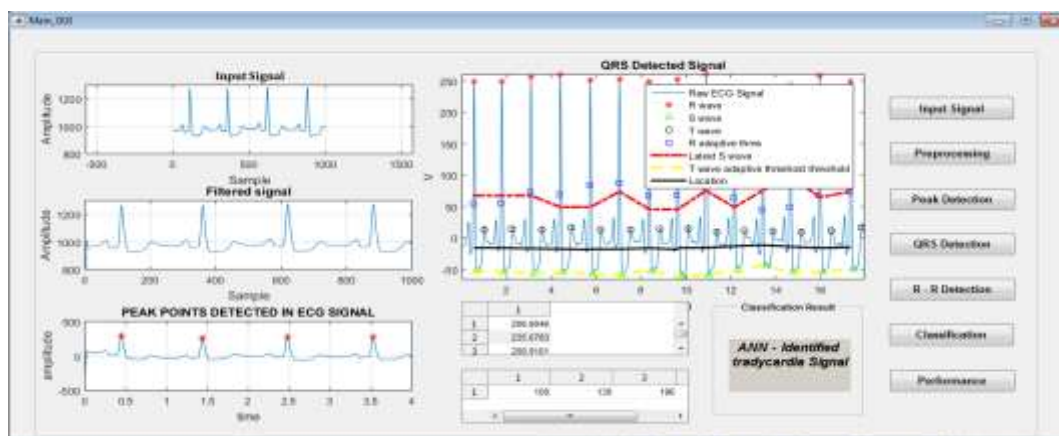 Main_GUI
Input Signal
Amplitude
1200
1000
800
-500
0
500
1000
1500
Sample
Filtered signal
Amplitude
1200
1000
800
0
200
400
600
800
1000
Sample
PEAK POINTS DETECTED IN ECG SIGNAL
amplitude
500
0
-500
0
0.5
1
1.5
2
2.5
3
3.5
4
time
QRS Detected Signal
V
250
200
150
100
50
0
-50
2
4
6
8
10
12
14
16
Raw ECG Signal
R wave
S wave
T wave
R adaptive thres
Latest S wave
T wave adaptive threshold threshold
Location
1
1
2
3
1
2
3
1
Classification Result
ANN - Identified
tradycardia Signal
Input Signal
Preprocessing
Peak Detection
QRS Detection
R - R Detection
Classification
Performance